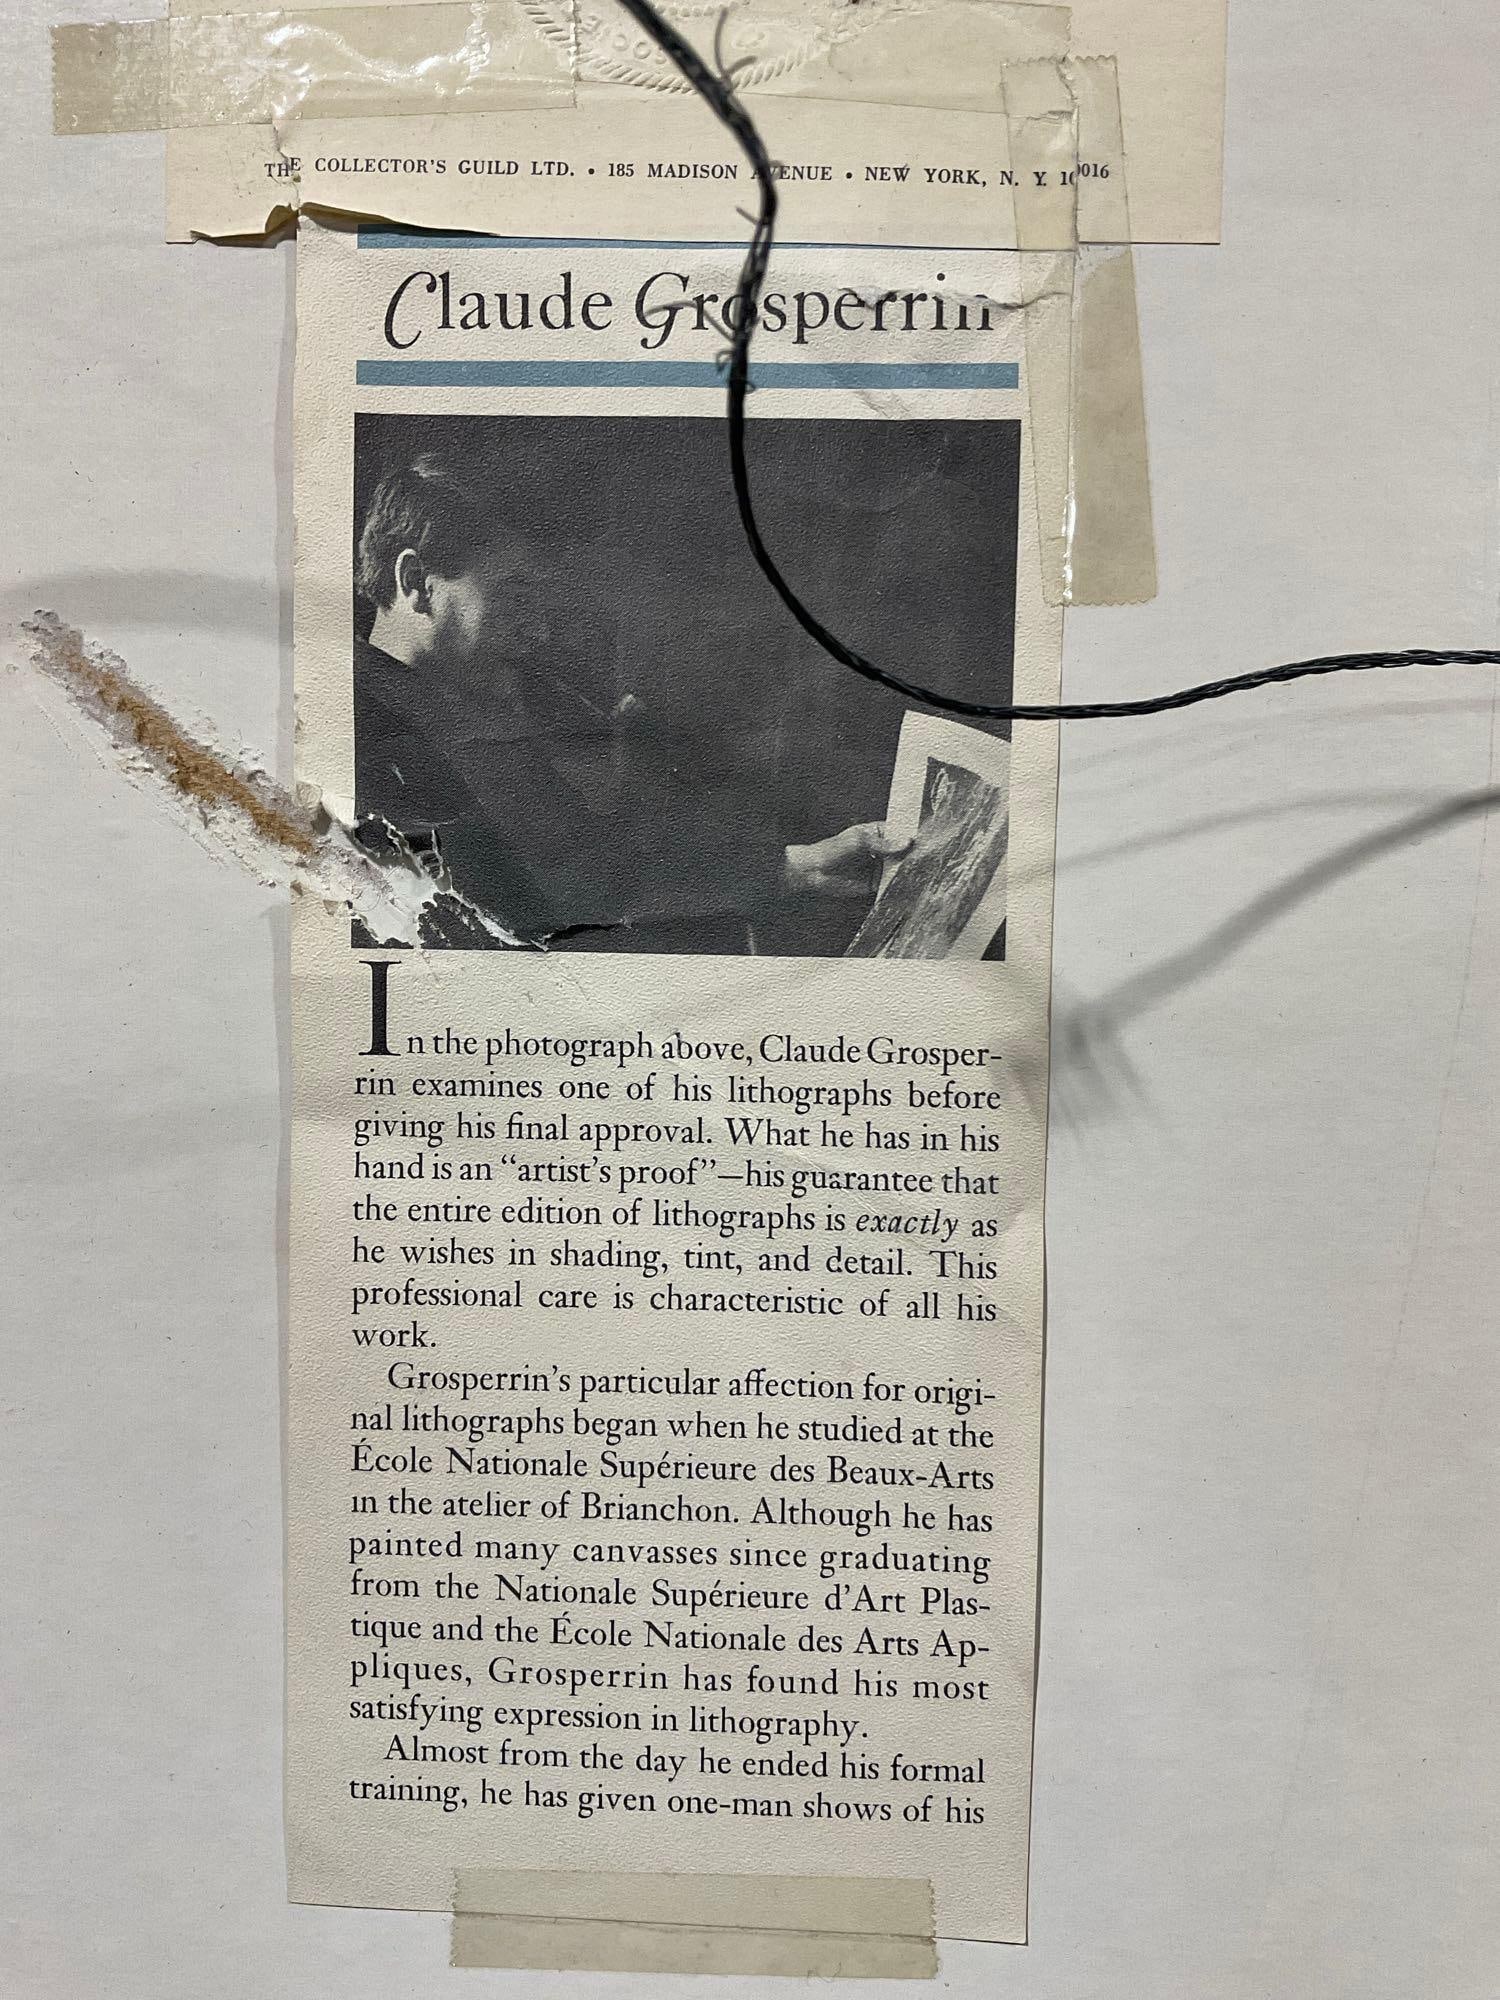 SOCIE
THE COLLECTOR'S GUILD LTD. • 185 MADISON AVENUE • NEW YORK, N. Y. 10016
Claude Grosperrin
In the photograph above, Claude Grosper-
rin examines one of his lithographs before
giving his final approval. What he has in his
hand is an “artist's proof”—his guarantee that
the entire edition of lithographs is exactly as
he wishes in shading, tint, and detail. This
professional care is characteristic of all his
work.
Grosperrin's particular affection for origi-
nal lithographs began when he studied at the
École Nationale Supérieure des Beaux-Arts
in the atelier of Brianchon. Although he has
painted many canvasses since graduating
from the Nationale Supérieure d'Art Plas-
tique and the École Nationale des Arts Ap-
pliques, Grosperrin has found his most
satisfying expression in lithography.
Almost from the day he ended his formal
training, he has given one-man shows of his